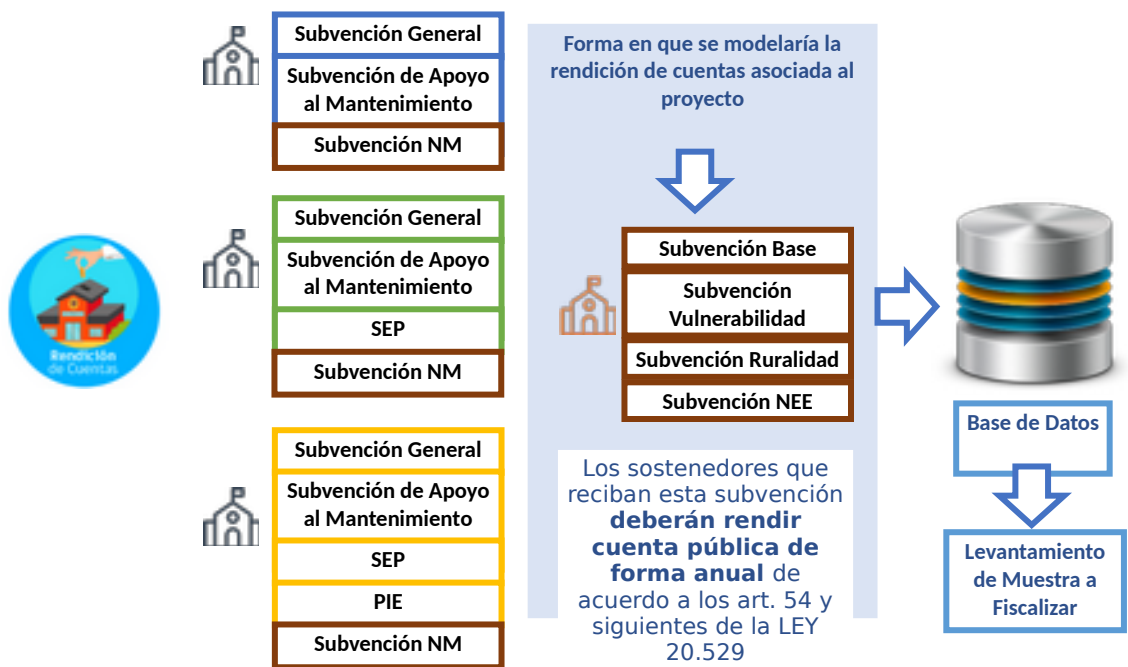 Rendición
de Cuentas
Subvención General
Subvención de Apoyo
al Mantenimiento
Subvención NM
Subvención General
Subvención de Apoyo
al Mantenimiento
SEP
Subvención NM
Subvención General
Subvención de Apoyo
al Mantenimiento
SEP
PIE
Subvención NM
Forma en que se modelaría la
rendición de cuentas asociada al
proyecto
Subvención Base
Subvención
Vulnerabilidad
Subvención Ruralidad
Subvención NEE
Los sostenedores que
reciban esta subvención
deberán rendir
cuenta pública de
forma anual de
acuerdo a los art. 54 y
siguientes de la LEY
20.529
Base de Datos
Levantamiento
de Muestra a
Fiscalizar